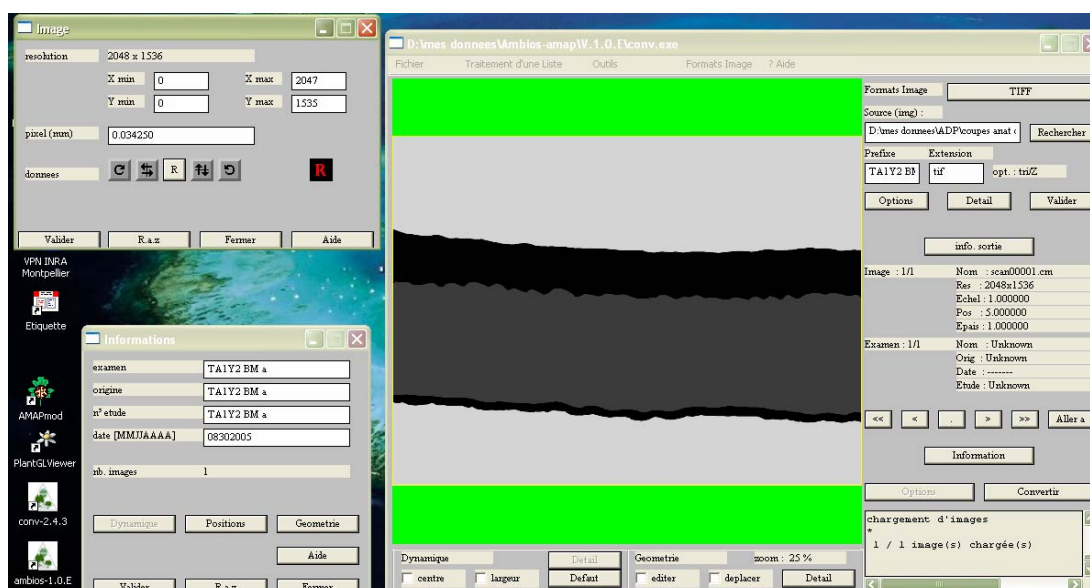 Image
resolution 2048 x 1536
X min 0 X max 2047
Y min 0 Y max 1535
pixel (mm) 0.034250
donnees R R
Valider R.a.z Fermer Aide
VPN INRA
Montpellier
Etiquette
AMAPmod
PlantGLViewer
conv-2.4.3
ambios-1.0.E
Informations
examen TA1Y2 BM a
origine TA1Y2 BM a
n° etude TA1Y2 BM a
date [MMJJAAAA] 08302005
nb. images 1
Dynamique Positions Geometrie
Aide
Valider R.a.z Fermer
D:\mes donnees\Ambios-amap\V.1.0.E\conv.exe
Fichier Traitement d'une Liste Outils Formats Image ? Aide
Formats Image TIFF
Source (img) :
D:\mes donnees\ADP\coupes anat Rechercher
Prefixe Extension
TA1Y2 BM tif opt. : tri/Z
Options Detail Valider
info. sortie
Image : 1/1 Nom : scan00001.cm
Res : 2048x1536
Echel : 1.000000
Pos : 5.000000
Epais : 1.000000
Examen : 1/1 Nom : Unknown
Orig : Unknown
Date : -------
Etude : Unknown
<< < . > >> Aller a
Information
Options Convertir
chargement d'images
*
1 / 1 image(s) chargée(s)
Dynamique Detail Geometrie zoom : 25 %
centre largeur Defaut editer deplacer Detail